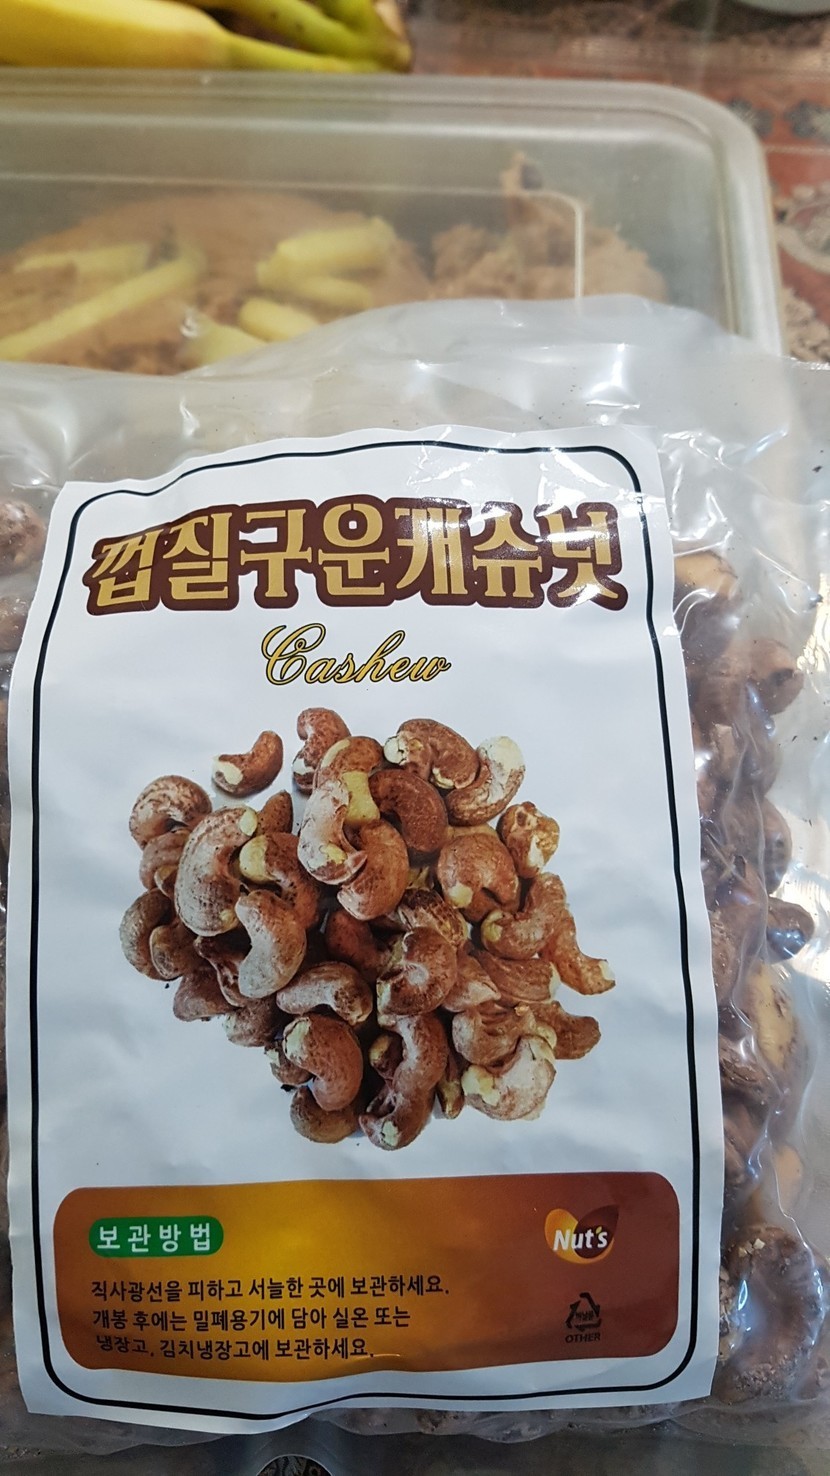 껍질구운캐슈넛
Cashew
보관방법
Nut's
직사광선을 피하고 서늘한 곳에 보관하세요.
개봉 후에는 밀폐용기에 담아 실온 또는
냉장고, 김치냉장고에 보관하세요.
OTHER